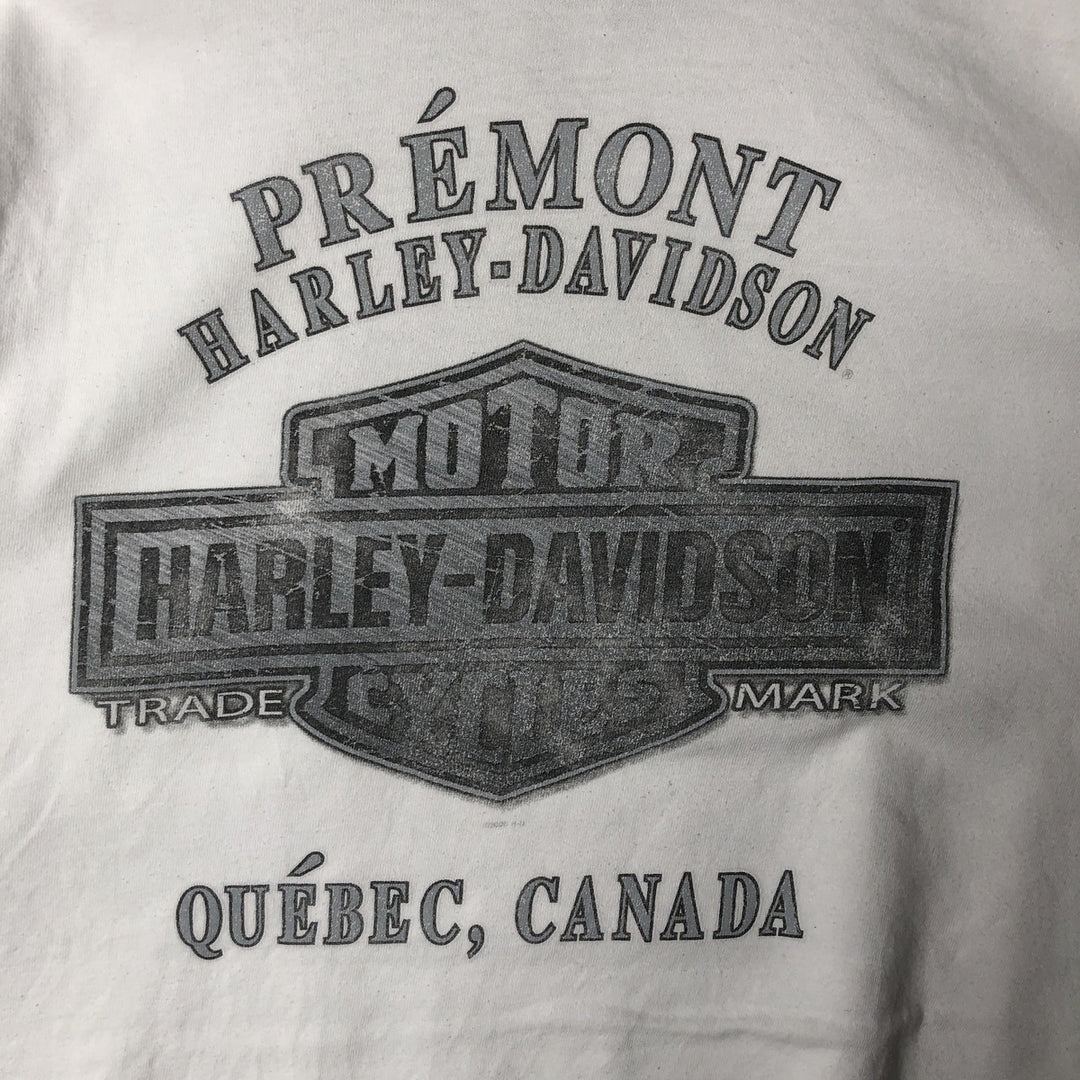 PRÉMONT
HARLEY-DAVIDSON®
MOTOR
HARLEY-DAVIDSON
CYCLES
TRADE MARK
QUÉBEC, CANADA